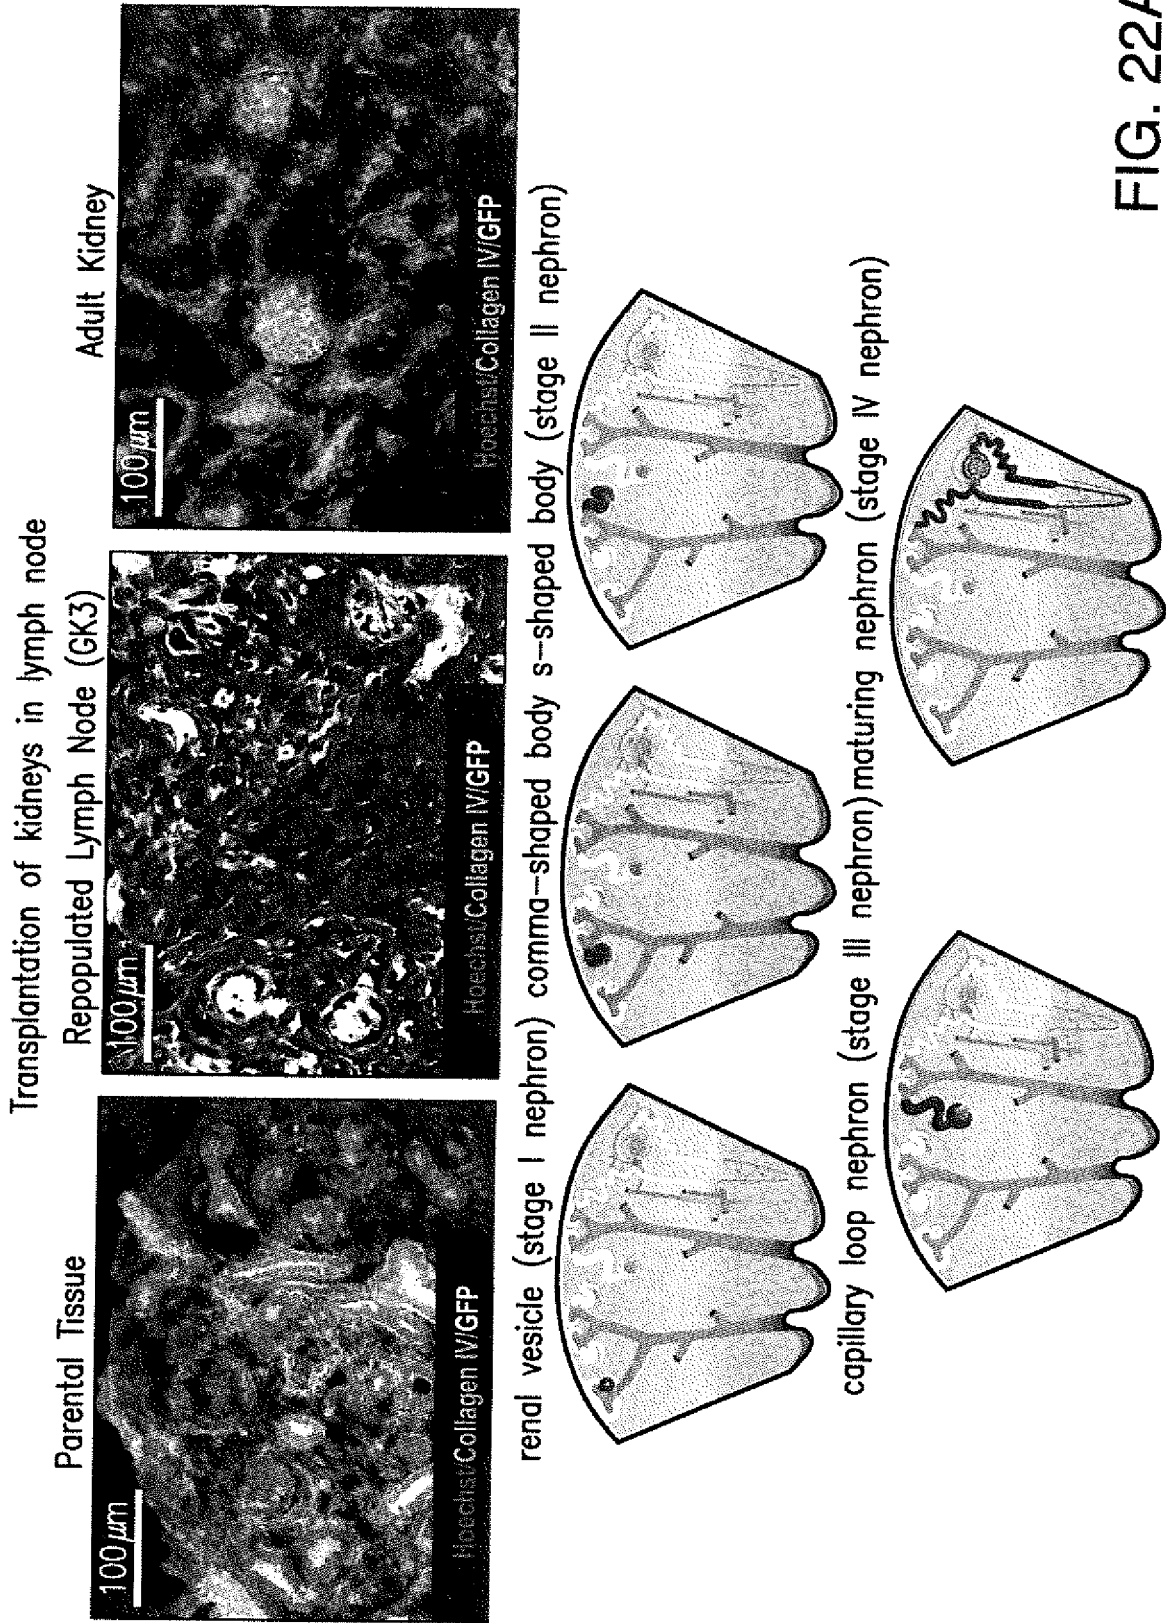 Transplantation of kidneys in lymph node
Parental Tissue
Repopulated Lymph Node (GK3)
Adult Kidney
100µm
100µm
100µm
Hoechst/Collagen IV/GFP
Hoechst/Collagen IV/GFP
Hoechst/Collagen IV/GFP
renal vesicle (stage I nephron) comma-shaped body s-shaped body (stage II nephron)
capillary loop nephron (stage III nephron) maturing nephron (stage IV nephron)
FIG. 22A